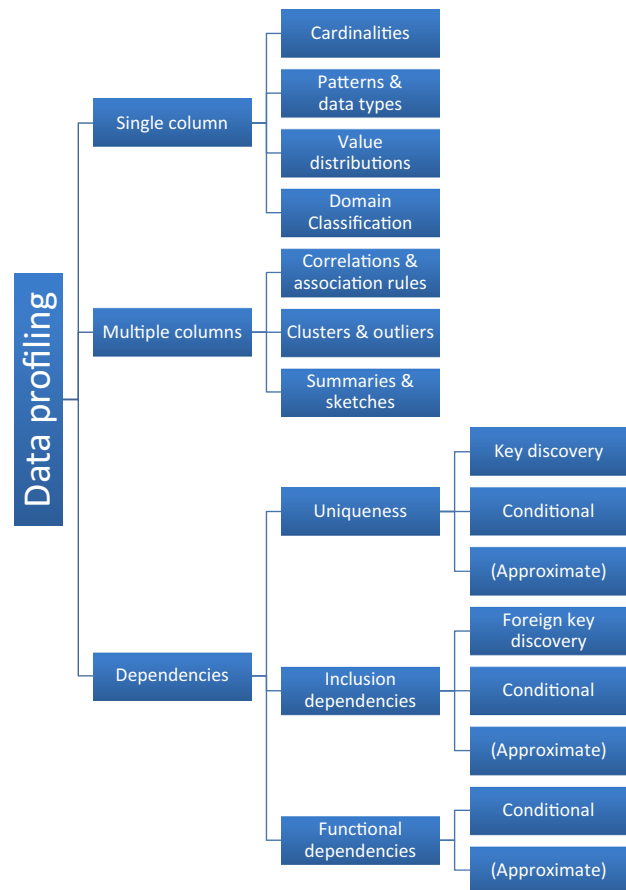 Data profiling
Single column
Cardinalities
Patterns &
data types
Value
distributions
Domain
Classification
Multiple columns
Correlations &
association rules
Clusters & outliers
Summaries &
sketches
Dependencies
Uniqueness
Key discovery
Conditional
(Approximate)
Inclusion
dependencies
Foreign key
discovery
Conditional
(Approximate)
Functional
dependencies
Conditional
(Approximate)